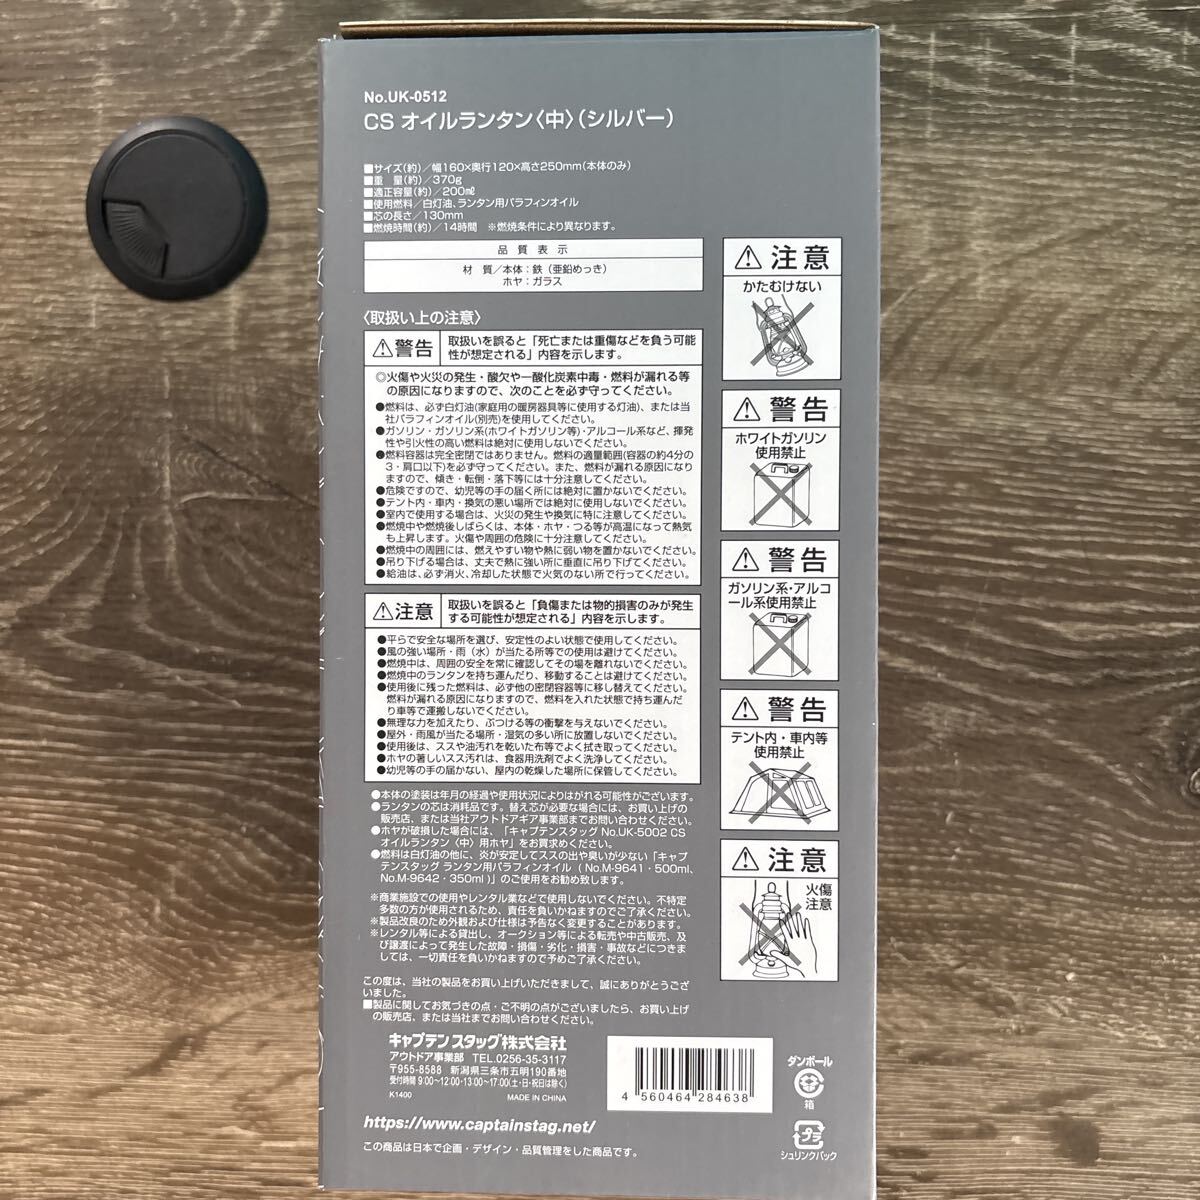 No.UK-0512
CS オイルランタン〈中〉(シルバー)
■サイズ(約)／幅160×奥行120×高さ250mm(本体のみ)
■重　量(約)／370g
■適正容量(約)／200mℓ
■使用燃料／白灯油、ランタン用パラフィンオイル
■芯の長さ／130mm
■燃焼時間(約)／14時間　※燃焼条件により異なります。
品 質 表 示
材　質／本体：鉄（亜鉛めっき）
ホヤ：ガラス
〈取扱い上の注意〉
⚠警告
取扱いを誤ると「死亡または重傷などを負う可能
性が想定される」内容を示します。
◎火傷や火災の発生・酸欠や一酸化炭素中毒・燃料が漏れる等
の原因になりますので、次のことを必ず守ってください。
●燃料は、必ず白灯油(家庭用の暖房器具等に使用する灯油)、または当
社パラフィンオイル(別売)を使用してください。
●ガソリン・ガソリン系(ホワイトガソリン等)・アルコール系など、揮発
性や引火性の高い燃料は絶対に使用しないでください。
●燃料容器は完全密閉ではありません。燃料の適量範囲(容器の約4分の
3・肩口以下)を必ず守ってください。また、燃料が漏れる原因になり
ますので、傾き・転倒・落下等には十分注意してください。
●危険ですので、幼児等の手の届く所には絶対に置かないでください。
●テント内・車内・換気の悪い場所では絶対に使用しないでください。
●室内で使用する場合は、火災の発生や換気に特に注意してください。
●燃焼中や燃焼後しばらくは、本体・ホヤ・つる等が高温になって熱気
も上昇します。火傷や周囲の危険に十分注意してください。
●燃焼中の周囲には、燃えやすい物や熱に弱い物を置かないでください。
●吊り下げる場合は、丈夫で熱に強い所に垂直に吊り下げてください。
●給油は、必ず消火、冷却した状態で火気のない所で行ってください。
⚠注意
取扱いを誤ると「負傷または物的損害のみが発生
する可能性が想定される」内容を示します。
●平らで安全な場所を選び、安定性のよい状態で使用してください。
●風の強い場所・雨（水）が当たる所等での使用は避けてください。
●燃焼中は、周囲の安全を常に確認してその場を離れないでください。
●燃焼中のランタンを持ち運んだり、移動することは避けてください。
●使用後に残った燃料は、必ず他の密閉容器等に移し替えてください。
燃料が漏れる原因になりますので、燃料を入れた状態で持ち運んだ
り車等で運搬しないでください。
●無理な力を加えたり、ぶつける等の衝撃を与えないでください。
●屋外・雨風が当たる場所・湿気の多い所に放置しないでください。
●使用後は、ススや油汚れを乾いた布等でよく拭き取ってください。
●ホヤの著しいスス汚れは、食器用洗剤でよく洗浄してください。
●幼児等の手の届かない、屋内の乾燥した場所に保管してください。
●本体の塗装は年月の経過や使用状況によりはがれる可能性がございます。
●ランタンの芯は消耗品です。替え芯が必要な場合には、お買い上げの
販売店、または当社アウトドアギア事業部までお問い合わせください。
●ホヤが破損した場合には、「キャプテンスタッグ No.UK-5002 CS
オイルランタン〈中〉用ホヤ」をお買求めください。
●燃料は白灯油の他に、炎が安定してススの出や臭いが少ない「キャプ
テンスタッグ ランタン用パラフィンオイル（ No.M-9641・500ml、
No.M-9642・350ml )」のご使用をお勧め致します。
※商業施設での使用やレンタル業などで使用しないでください。不特定
多数の方が使用されるため、責任を負いかねますのでご了承ください。
※製品改良のため外観および仕様は予告なく変更することがあります。
※レンタル等による貸出し、オークション等による転売や中古販売、及
び譲渡によって発生した故障・損傷・劣化・損害・事故などにつきま
しては、一切責任を負いかねますので予めご了承ください。
この度は、当社の製品をお買い上げいただきまして、誠にありがとうござ
いました。
■製品に関してお気づきの点・ご不明の点がございましたら、お買い上げ
の販売店、または当社までお問い合わせください。
キャプテンスタッグ株式会社
アウトドア事業部　TEL.0256-35-3117
〒955-8588　新潟県三条市五明190番地
受付時間 9:00~12:00・13:00~17:00(土・日・祝日は除く)
K1400
MADE IN CHINA
https://www.captainstag.net/
この商品は日本で企画・デザイン・品質管理をした商品です。
⚠注意
かたむけない
⚠警告
ホワイトガソリン
使用禁止
⚠警告
ガソリン系・アルコ
ール系使用禁止
⚠警告
テント内・車内等
使用禁止
⚠注意
火傷
注意
4 560464 284638
ダンボール
箱
プラ
シュリンクパック